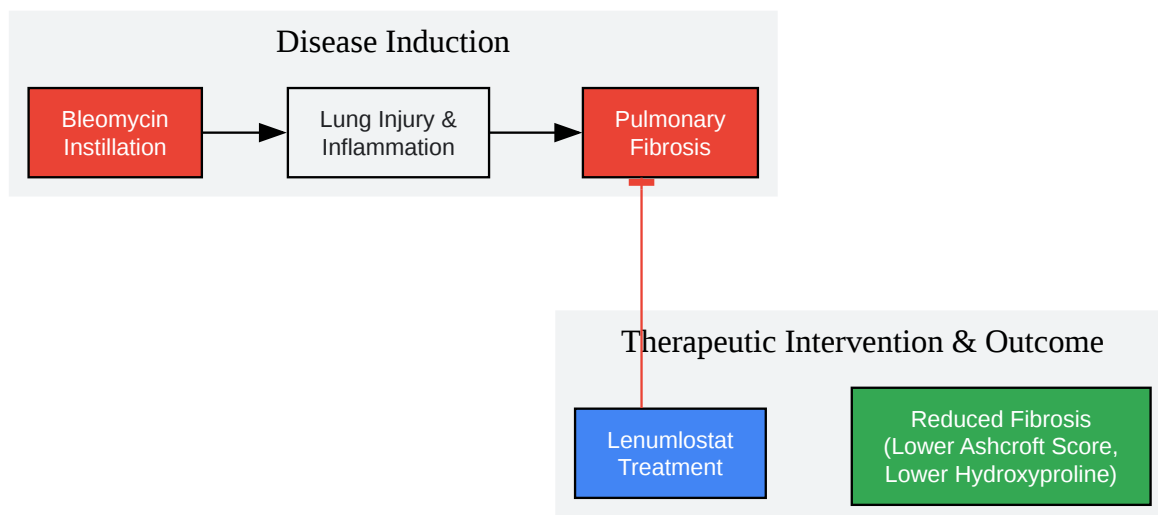 Disease Induction
Bleomycin
Instillation
Lung Injury &
Inflammation
Pulmonary
Fibrosis
Therapeutic Intervention & Outcome
Lenumlostat
Treatment
Reduced Fibrosis
(Lower Ashcroft Score,
Lower Hydroxyproline)